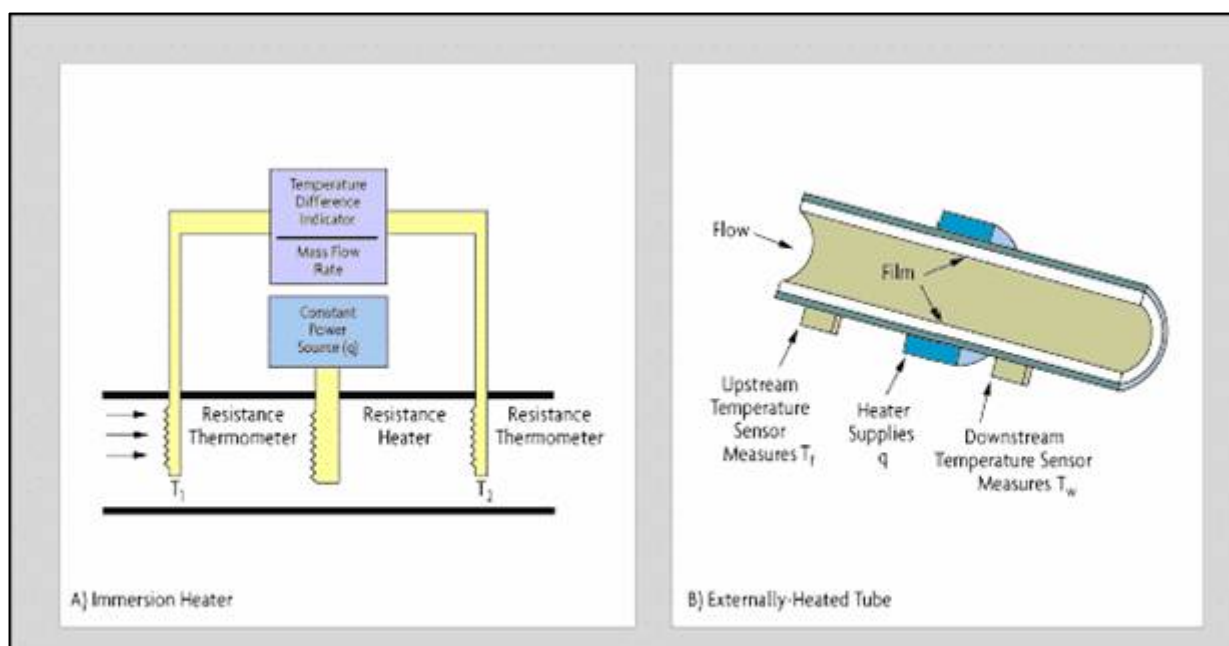 Temperature
Difference
Indicator
Mass Flow
Rate
Constant
Power
Source (q)
Resistance
Thermometer
Resistance
Heater
Resistance
Thermometer
T₁
T₂
A) Immersion Heater
Flow
Film
Upstream
Temperature
Sensor
Measures Tf
Heater
Supplies
q
Downstream
Temperature Sensor
Measures Tw
B) Externally-Heated Tube